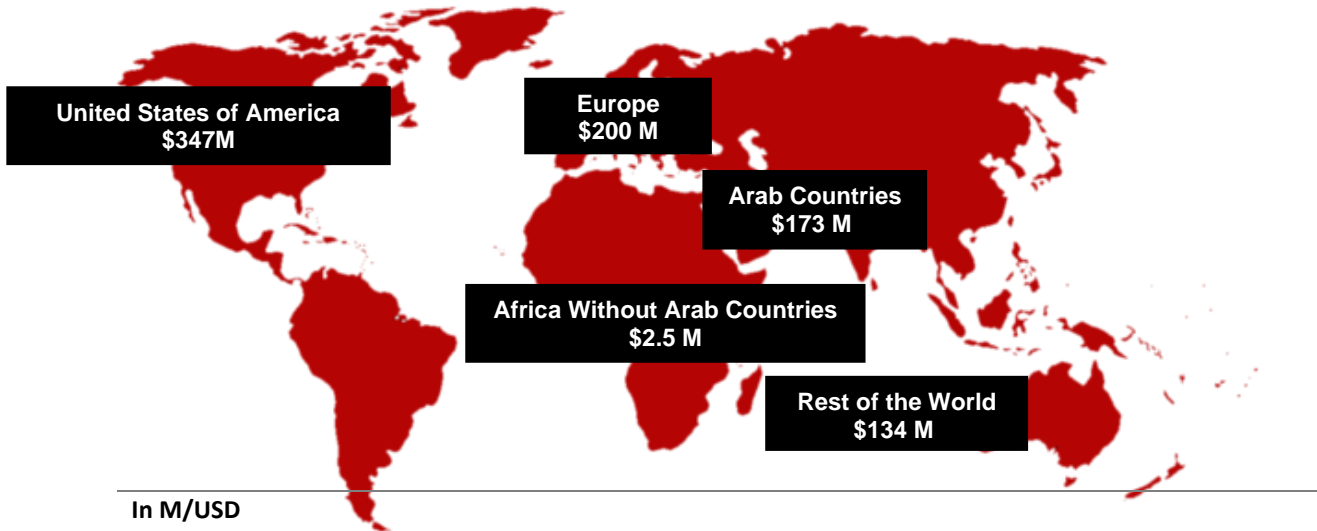 United States of America
$347M
Europe
$200 M
Arab Countries
$173 M
Africa Without Arab Countries
$2.5 M
Rest of the World
$134 M
In M/USD